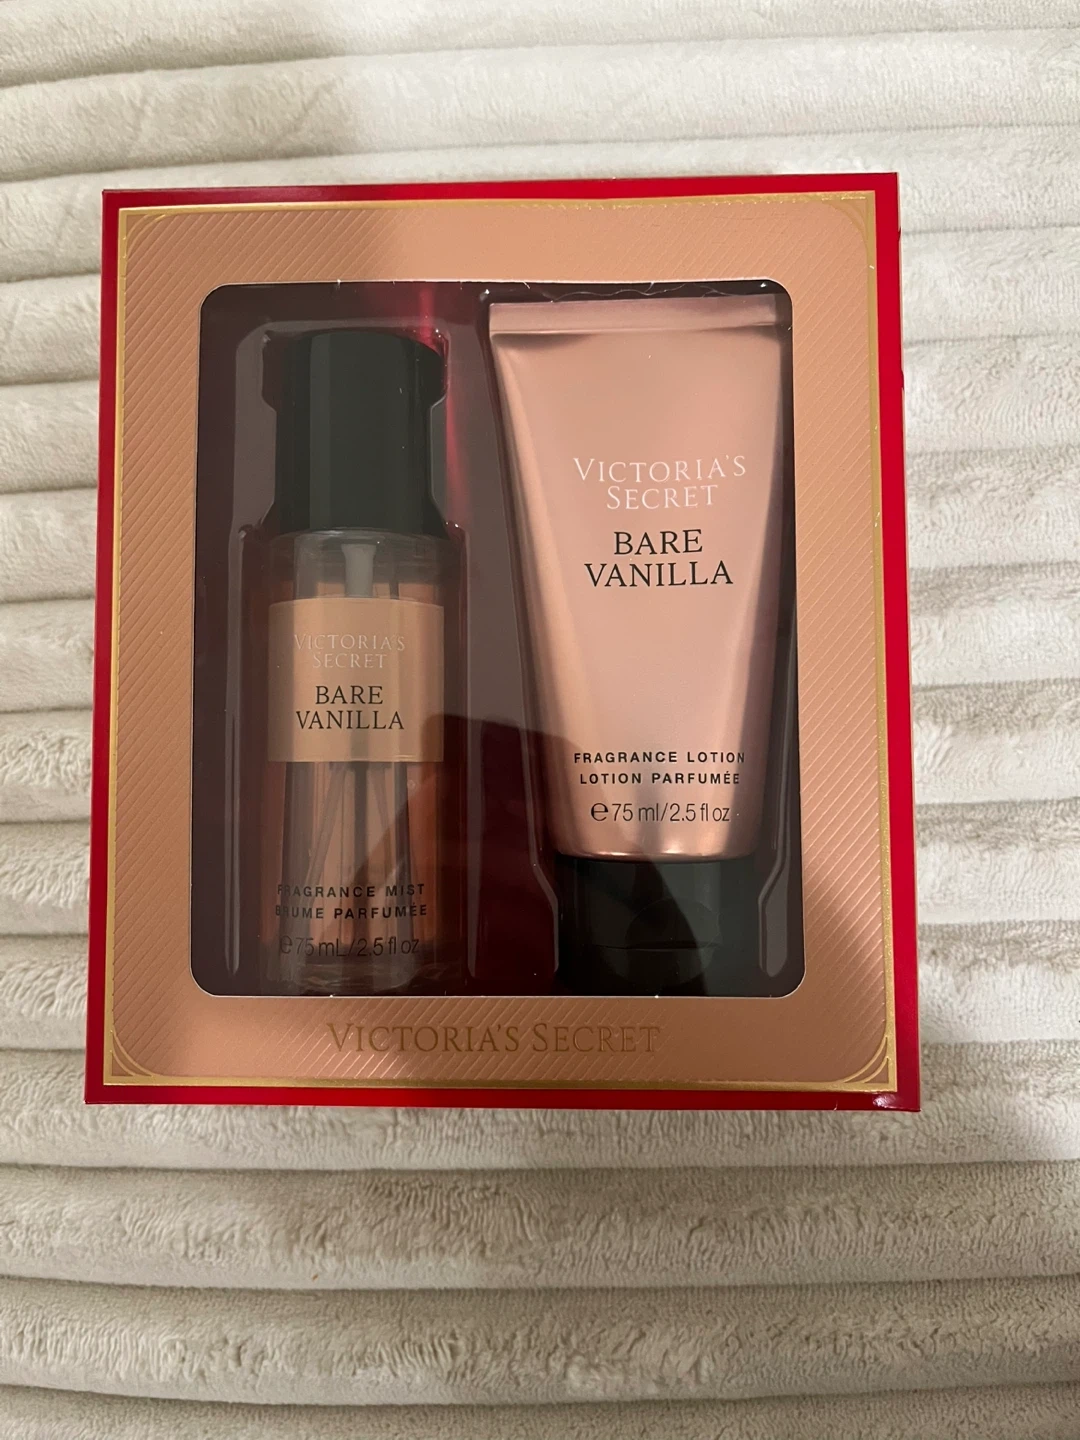 VICTORIA'S
SECRET
BARE
VANILLA
FRAGRANCE MIST
BRUME PARFUMÉE
℮75 mL/2.5 fl oz
VICTORIA'S
SECRET
BARE
VANILLA
FRAGRANCE LOTION
LOTION PARFUMÉE
℮75 ml/2.5 fl oz
VICTORIA'S SECRET